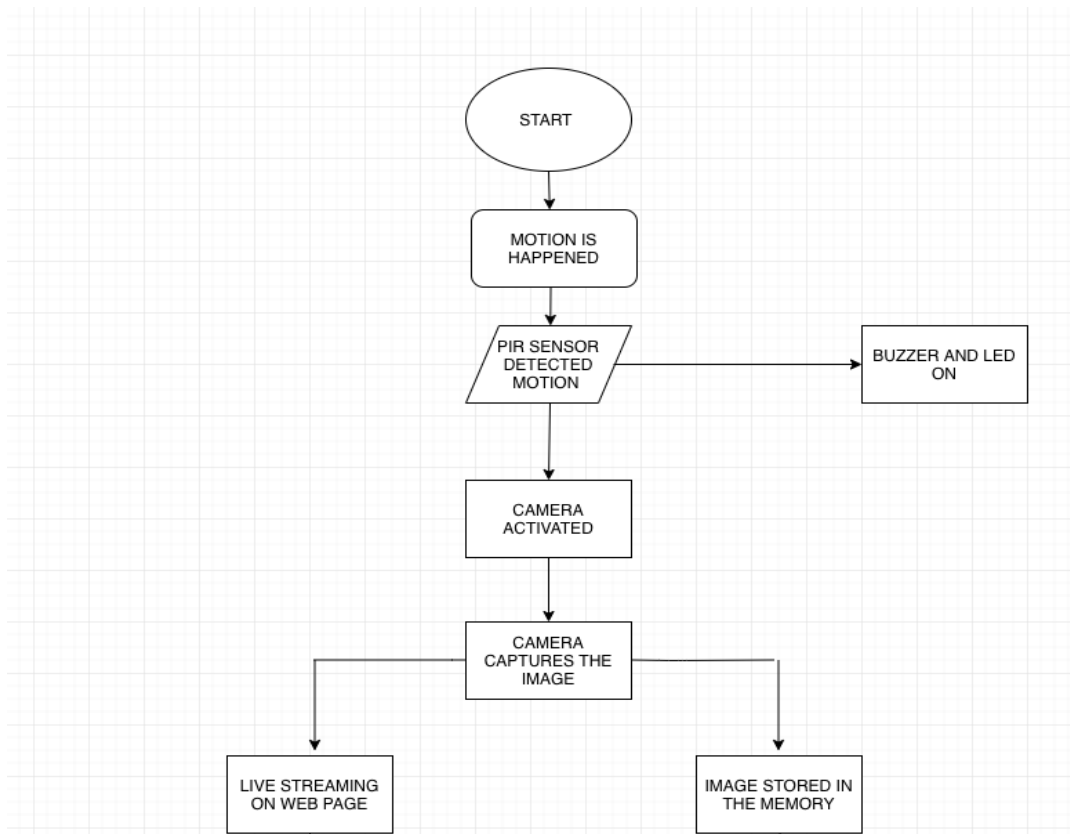 START
MOTION IS
HAPPENED
PIR SENSOR
DETECTED
MOTION
BUZZER AND LED
ON
CAMERA
ACTIVATED
CAMERA
CAPTURES THE
IMAGE
LIVE STREAMING
ON WEB PAGE
IMAGE STORED IN
THE MEMORY